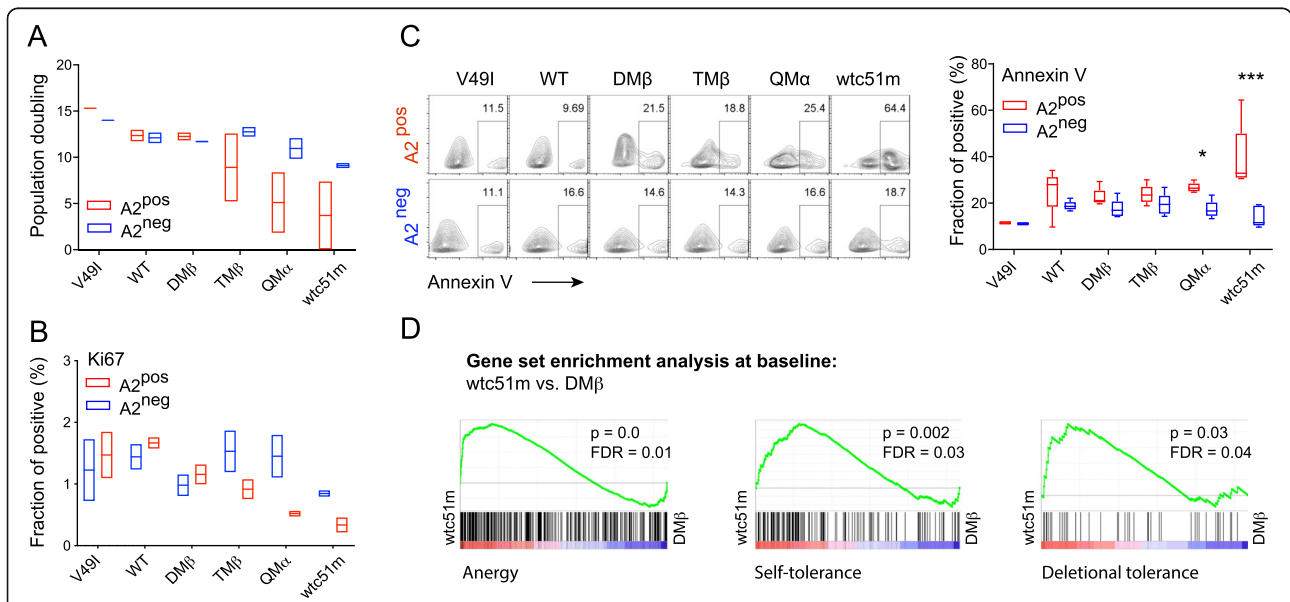 A
20
15
10
5
0
Population doubling
A2pos
A2neg
V49I
WT
DMβ
TMβ
QMα
wtc51m
B
Ki67
A2pos
A2neg
3
2
1
0
Fraction of positive (%)
V49I
WT
DMβ
TMβ
QMα
wtc51m
C
V49I WT DMβ TMβ QMα wtc51m
A2pos
11.5 9.69 21.5 18.8 25.4 64.4
A2neg
11.1 16.6 14.6 14.3 16.6 18.7
Annexin V
80
60
40
20
0
Fraction of positive (%)
Annexin V
A2pos
A2neg
***
*
V49I
WT
DMβ
TMβ
QMα
wtc51m
D
Gene set enrichment analysis at baseline:
wtc51m vs. DMβ
p = 0.0
FDR = 0.01
wtc51m
DMβ
Anergy
p = 0.002
FDR = 0.03
wtc51m
DMβ
Self-tolerance
p = 0.03
FDR = 0.04
wtc51m
DMβ
Deletional tolerance